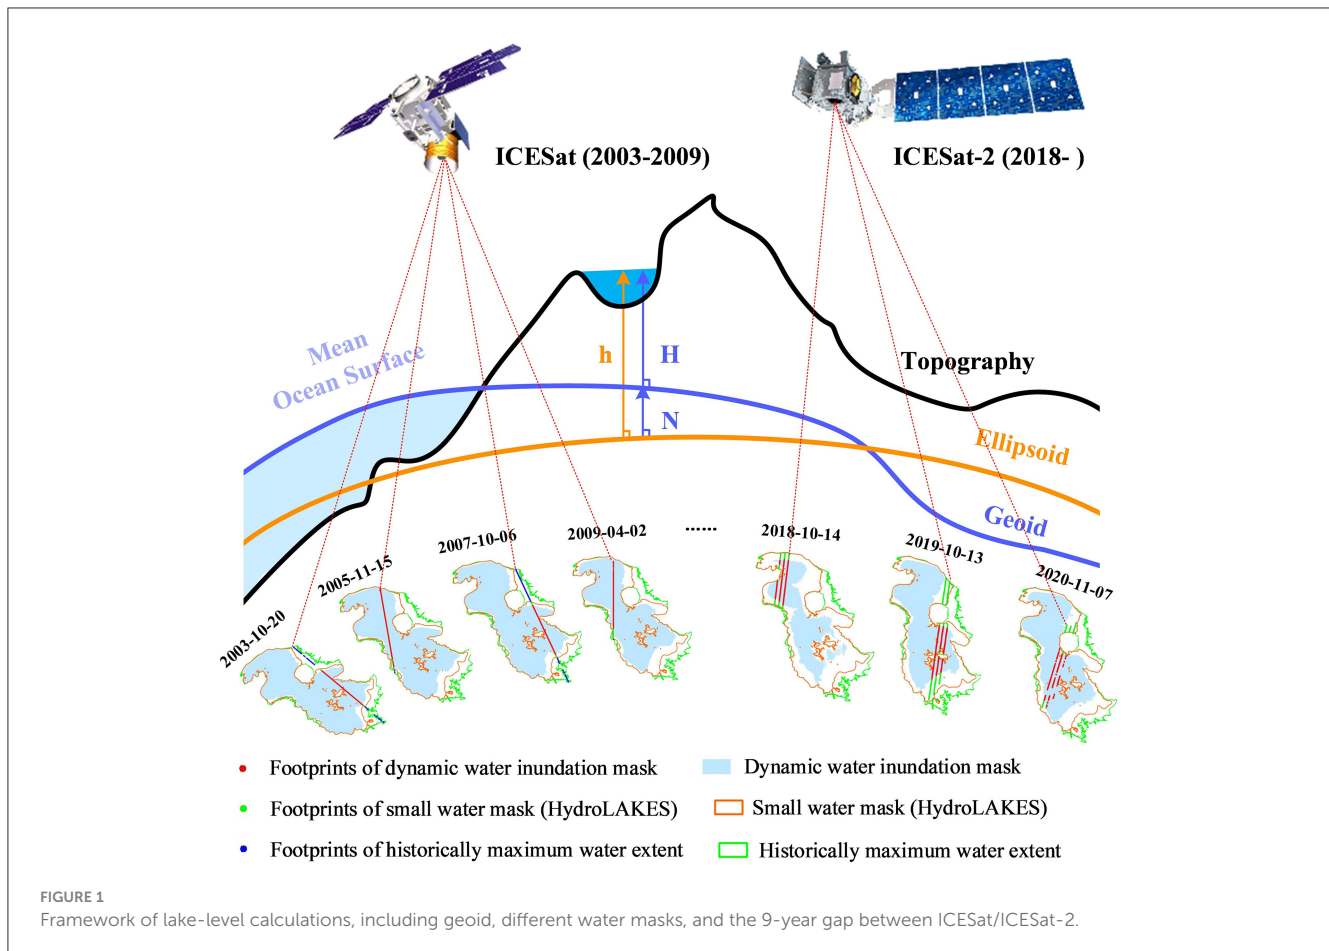 ICESat (2003-2009)
ICESat-2 (2018- )
Mean
Ocean Surface
h
H
N
Topography
Ellipsoid
Geoid
2003-10-20
2005-11-15
2007-10-06
2009-04-02
......
2018-10-14
2019-10-13
2020-11-07
Footprints of dynamic water inundation mask
Dynamic water inundation mask
Footprints of small water mask (HydroLAKES)
Small water mask (HydroLAKES)
Footprints of historically maximum water extent
Historically maximum water extent
FIGURE 1
Framework of lake-level calculations, including geoid, different water masks, and the 9-year gap between ICESat/ICESat-2.